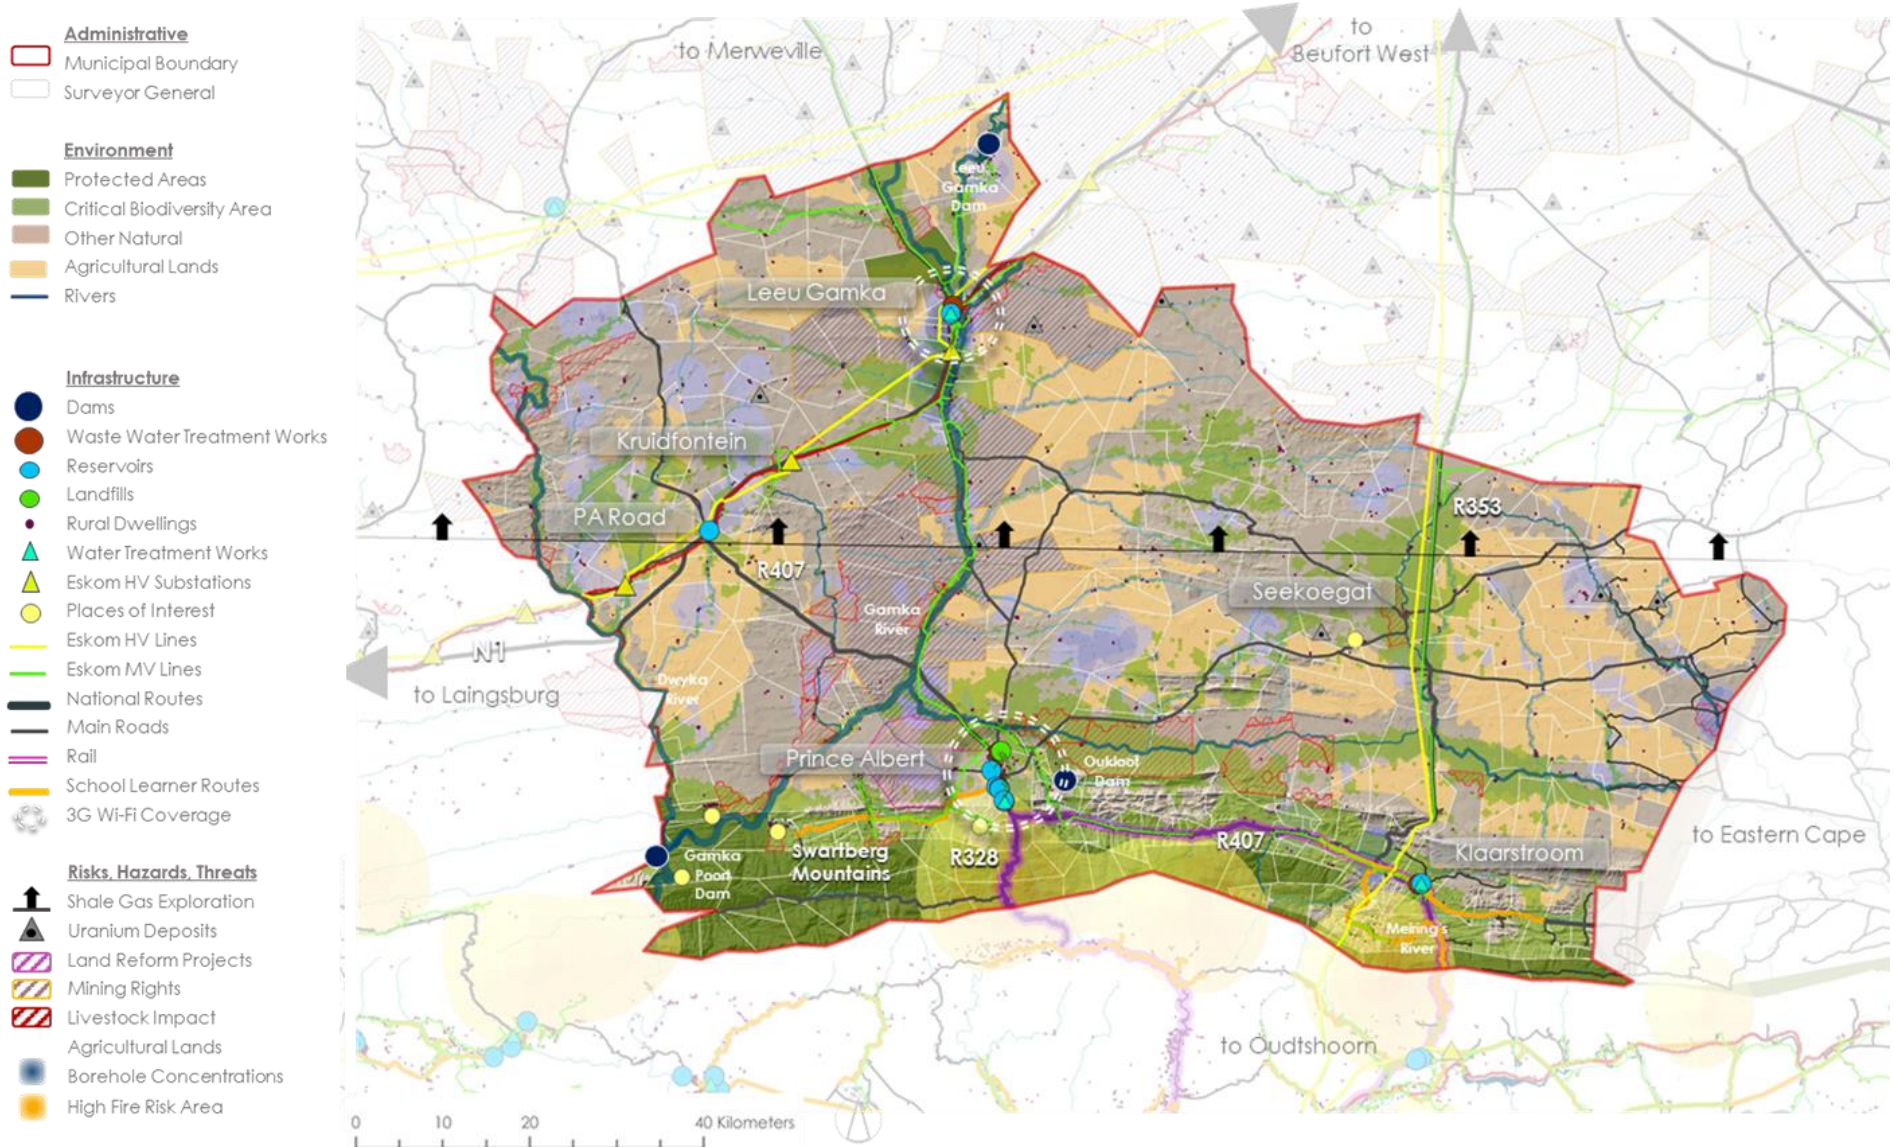 Administrative
Municipal Boundary
Surveyor General
Environment
Protected Areas
Critical Biodiversity Area
Other Natural
Agricultural Lands
Rivers
Infrastructure
Dams
Waste Water Treatment Works
Reservoirs
Landfills
Rural Dwellings
Water Treatment Works
Eskom HV Substations
Places of Interest
Eskom HV Lines
Eskom MV Lines
National Routes
Main Roads
Rail
School Learner Routes
3G Wi-Fi Coverage
Risks, Hazards, Threats
Shale Gas Exploration
Uranium Deposits
Land Reform Projects
Mining Rights
Livestock Impact
Agricultural Lands
Borehole Concentrations
High Fire Risk Area
to Merweville
to
Beufort West
Leeu
Gamka
Dam
Leeu Gamka
Kruidfontein
PA Road
R353
R407
Seekoegat
Gamka
River
N1
to Laingsburg
Dwyka
River
Prince Albert
Oukloof
Dam
to Eastern Cape
R407
Klaarstroom
Swartberg
Mountains
R328
Gamka
Poort
Dam
Meiring's
River
to Oudtshoorn
0 20 40 Kilometers